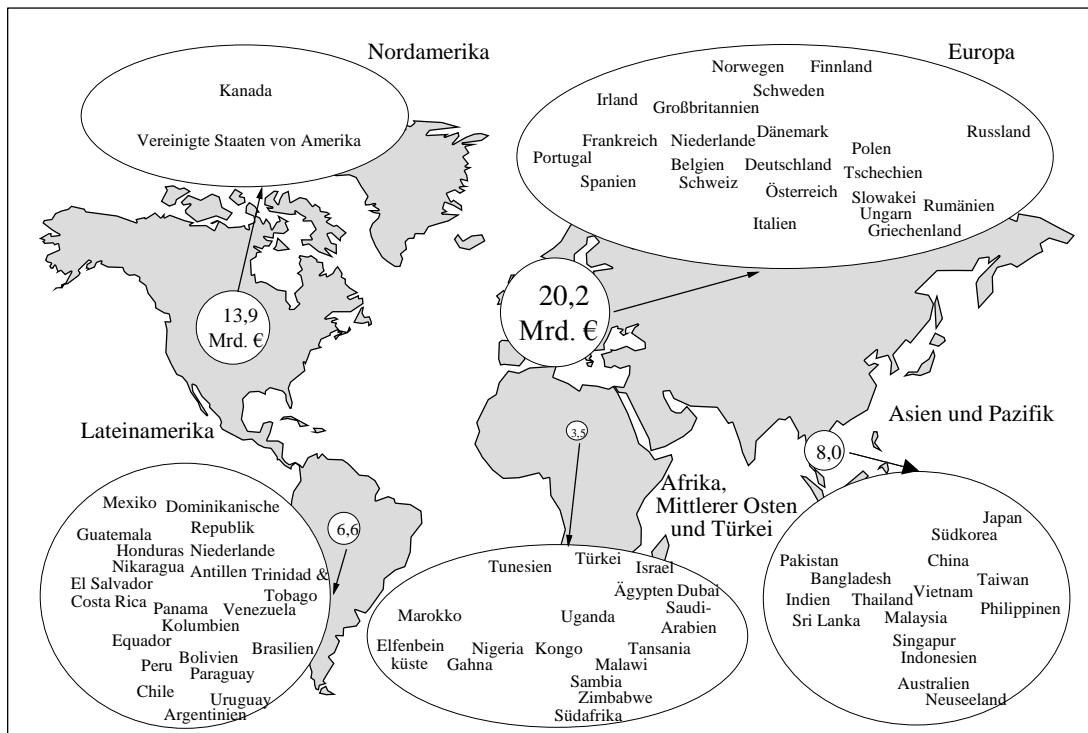 Nordamerika
Kanada
Vereinigte Staaten von Amerika
13,9
Mrd. €
Europa
Norwegen
Finnland
Schweden
Irland
Großbritannien
Dänemark
Russland
Frankreich
Niederlande
Polen
Portugal
Belgien
Deutschland
Tschechien
Spanien
Schweiz
Österreich
Slowakei
Rumänien
Ungarn
Italien
Griechenland
20,2
Mrd. €
Lateinamerika
Mexiko
Dominikanische
Republik
Guatemala
Honduras
Niederlande
Antillen
Nikaragua
Trinidad &
Tobago
El Salvador
Costa Rica
Panama
Venezuela
Kolumbien
Equador
Brasilien
Bolivien
Peru
Paraguay
Chile
Uruguay
Argentinien
6,6
3,5
Afrika,
Mittlerer Osten
und Türkei
Tunesien
Türkei
Israel
Ägypten
Dubai
Marokko
Uganda
Saudi-
Arabien
Elfenbein
küste
Nigeria
Kongo
Tansania
Gahna
Malawi
Sambia
Zimbabwe
Südafrika
Asien und Pazifik
8,0
Japan
Südkorea
Pakistan
China
Bangladesh
Taiwan
Indien
Thailand
Vietnam
Philippinen
Sri Lanka
Malaysia
Singapur
Indonesien
Australien
Neuseeland